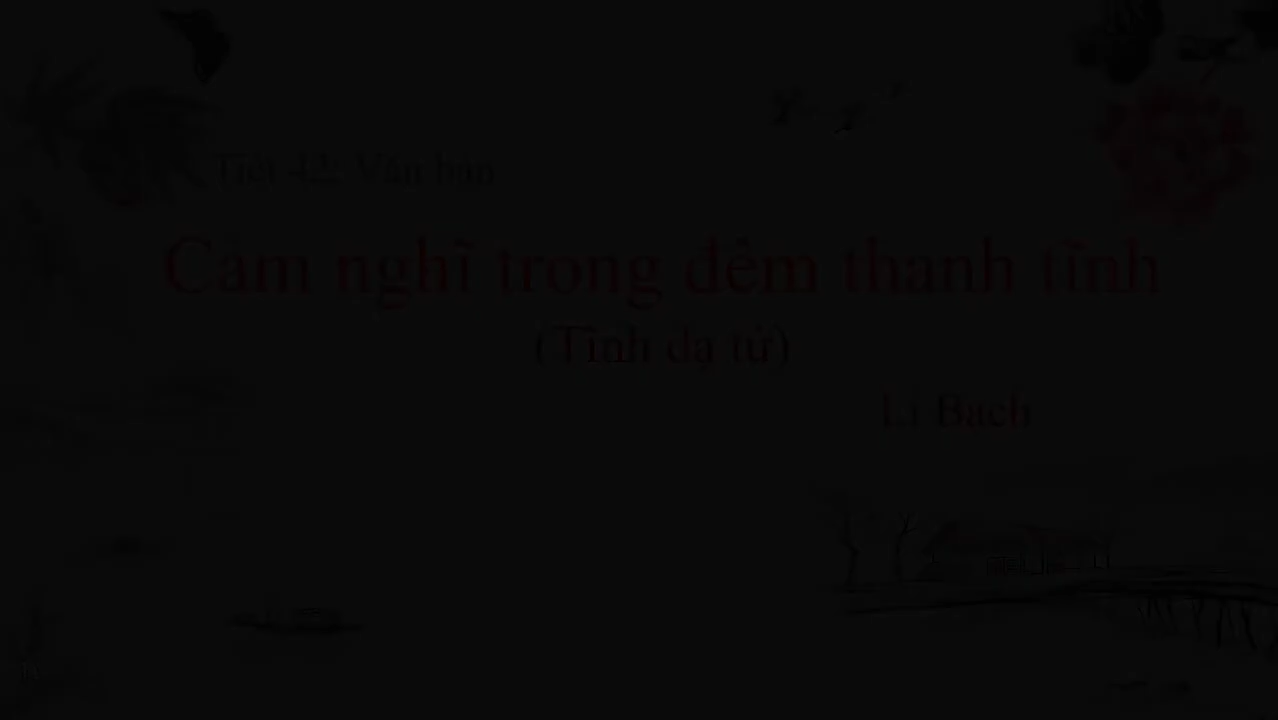 Tiết 42: Văn bản
Cảm nghĩ trong đêm thanh tĩnh
(Tĩnh dạ tứ)
Lí Bạch